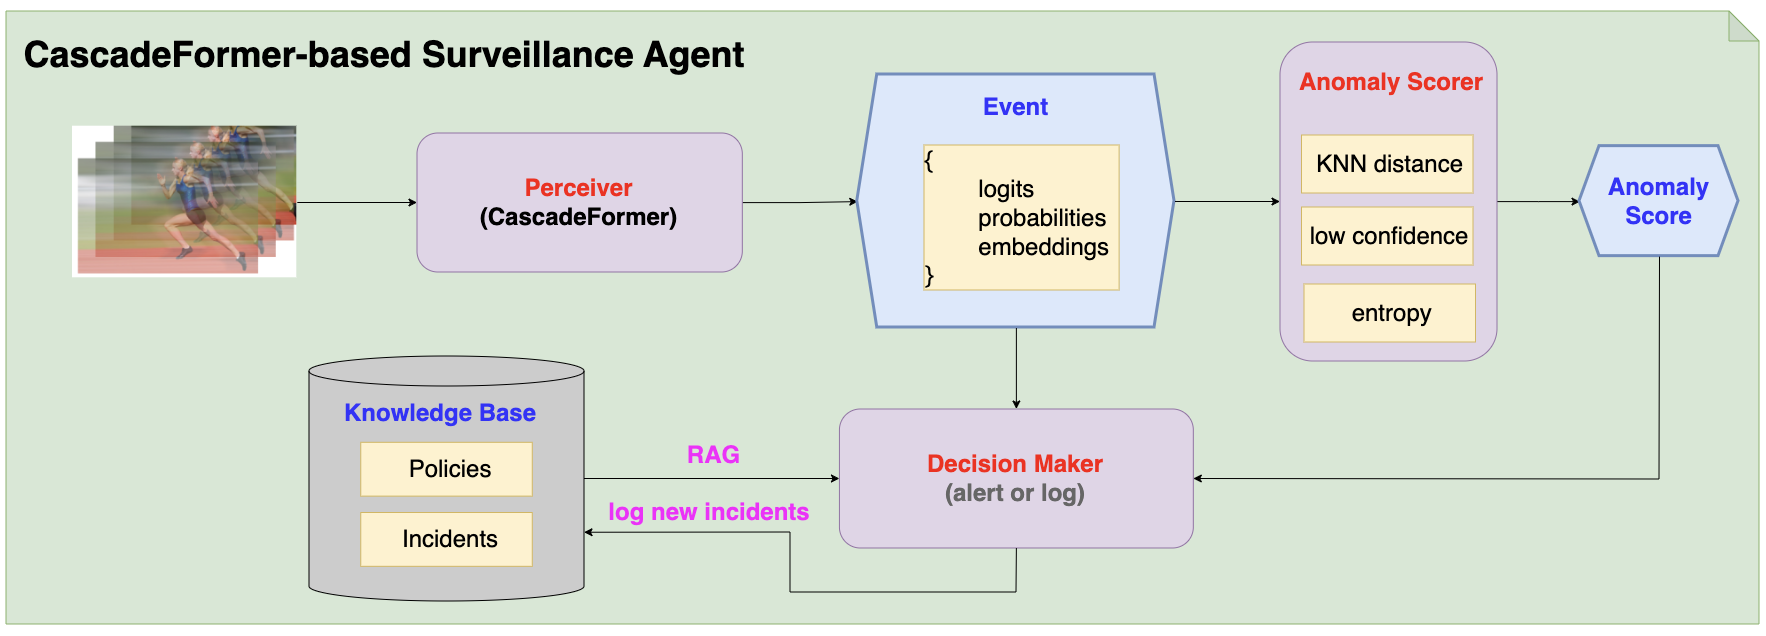 CascadeFormer-based Surveillance Agent
Perceiver
(CascadeFormer)
Event
{
logits
probabilities
embeddings
}
Anomaly Scorer
KNN distance
low confidence
entropy
Anomaly
Score
Knowledge Base
Policies
Incidents
RAG
log new incidents
Decision Maker
(alert or log)